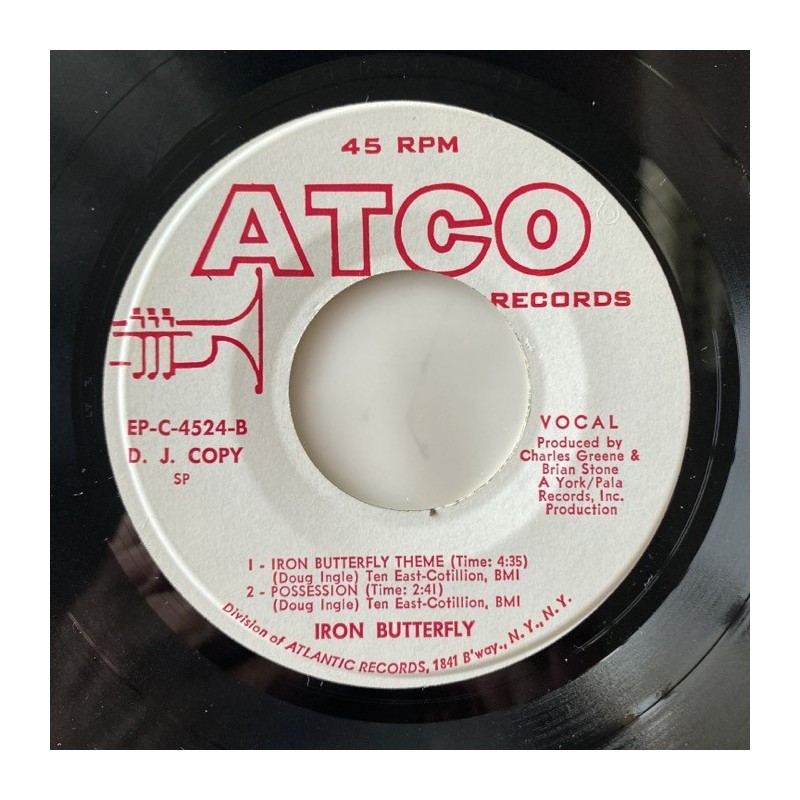 45 RPM
ATCO
RECORDS
EP-C-4524-B
D. J. COPY
SP
VOCAL
Produced by
Charles Greene &
Brian Stone
A York/Pala
Records, Inc.
Production
1 - IRON BUTTERFLY THEME (Time: 4:35)
(Doug Ingle) Ten East-Cotillion, BMI
2 - POSSESSION (Time: 2:41)
(Doug Ingle) Ten East-Cotillion, BMI
IRON BUTTERFLY
Division of ATLANTIC RECORDS, 1841 B'way., N. Y., N. Y.